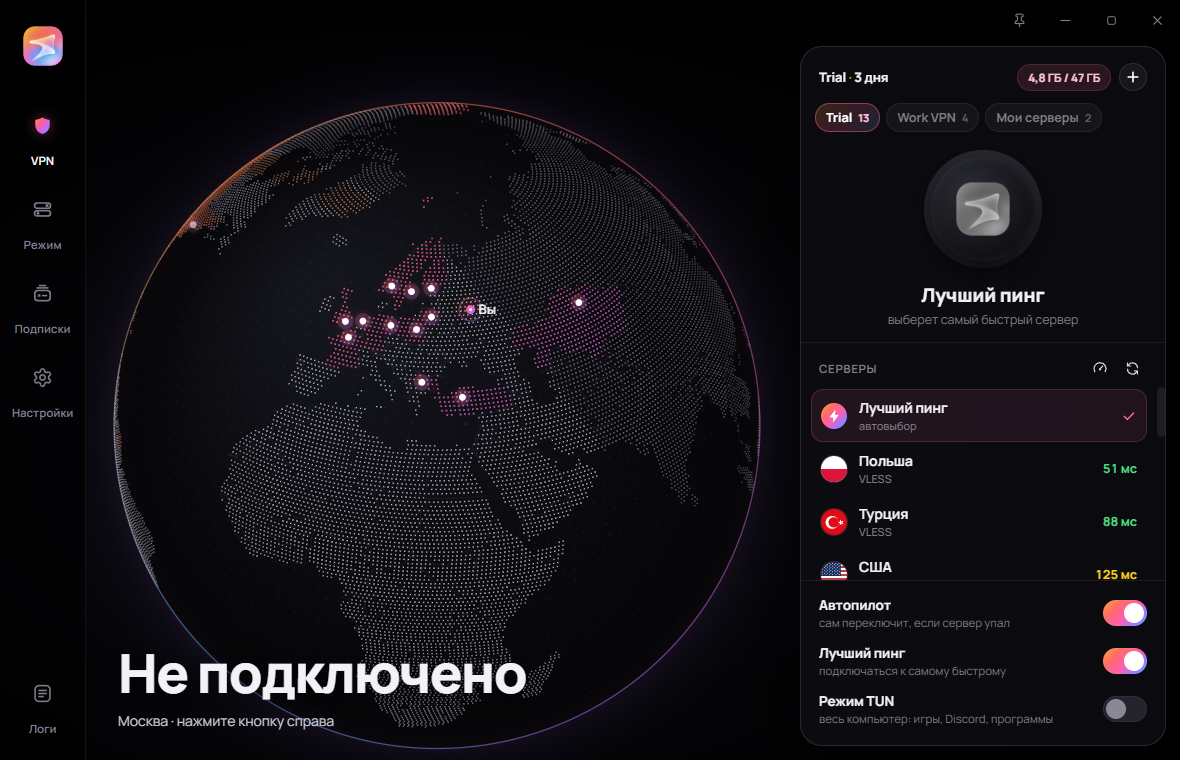 VPN
Режим
Подписки
Настройки
Логи
Вы
Не подключено
Москва · нажмите кнопку справа
Trial · 3 дня
4,8 ГБ / 47 ГБ
Trial 13
Work VPN 4
Мои серверы 2
Лучший пинг
выберет самый быстрый сервер
СЕРВЕРЫ
Лучший пинг
автовыбор
Польша
VLESS
51 мс
Турция
VLESS
88 мс
США
125 мс
Автопилот
сам переключит, если сервер упал
Лучший пинг
подключаться к самому быстрому
Режим TUN
весь компьютер: игры, Discord, программы